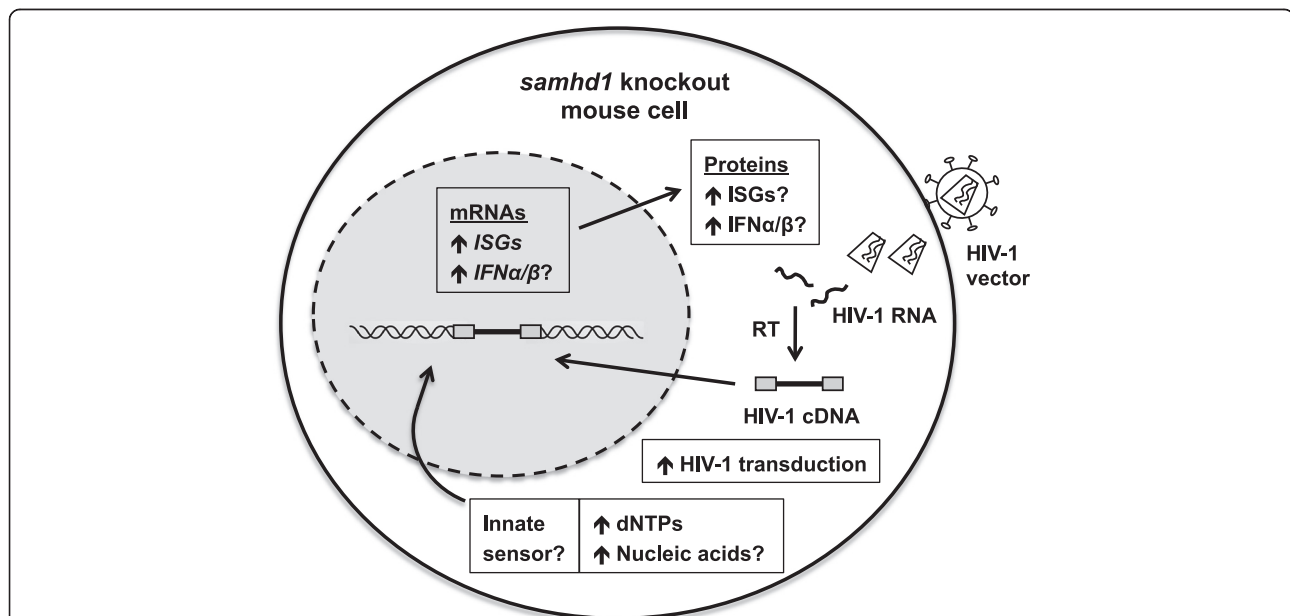 samhd1 knockout
mouse cell
Proteins
↑ ISGs?
↑ IFNα/β?
mRNAs
↑ ISGs
↑ IFNα/β?
HIV-1
vector
HIV-1 RNA
RT
HIV-1 cDNA
↑ HIV-1 transduction
Innate
sensor?
↑ dNTPs
↑ Nucleic acids?